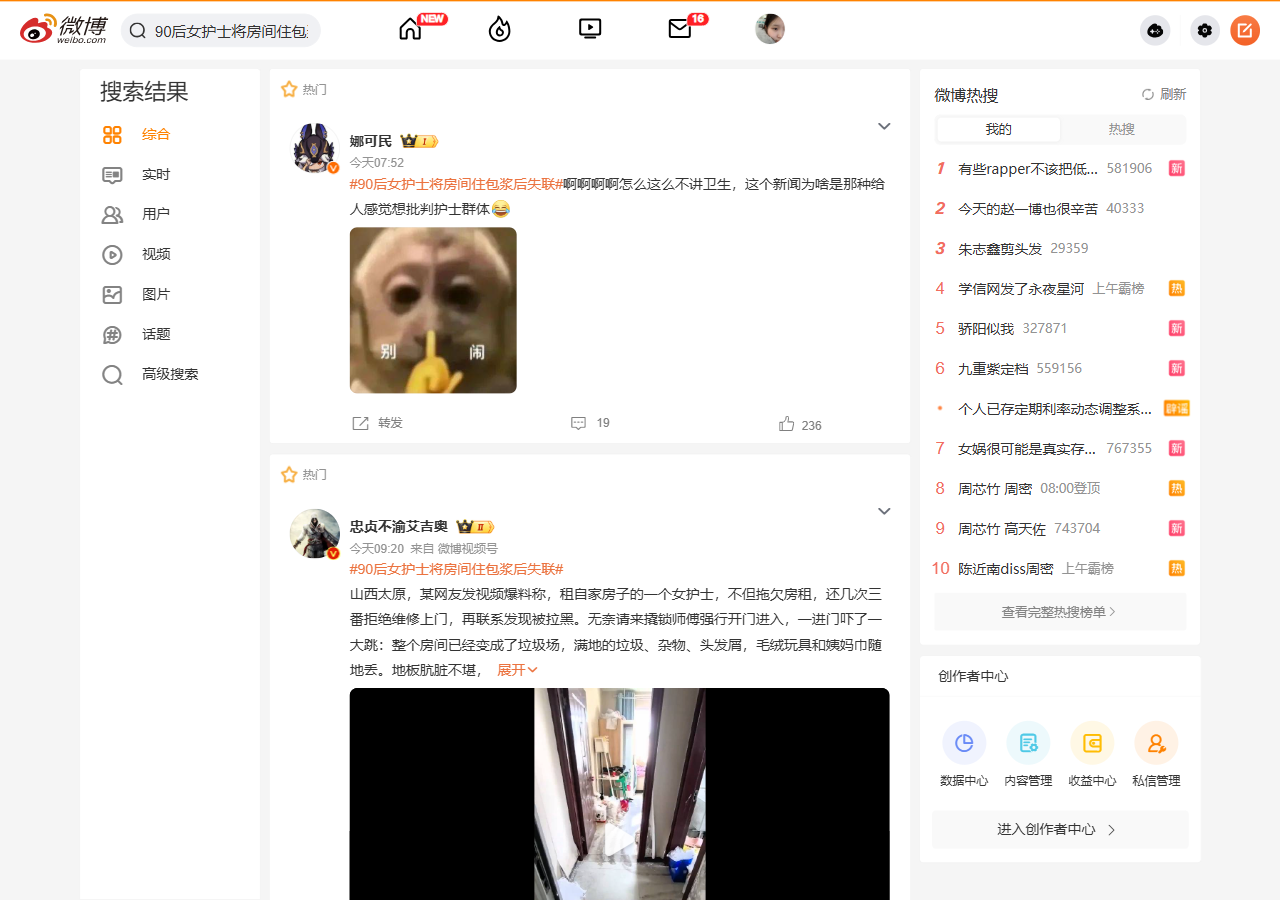 微博
weibo.com
90后女护士将房间住包
NEW
16
搜索结果
综合
实时
用户
视频
图片
话题
高级搜索
热门
娜可民
I
今天07:52
#90后女护士将房间住包浆后失联#啊啊啊啊怎么这么不讲卫生，这个新闻为啥是那种给
人感觉想批判护士群体
别 闹
转发
19
236
热门
忠贞不渝艾吉奥
II
今天09:20 来自 微博视频号
#90后女护士将房间住包浆后失联#
山西太原，某网友发视频爆料称，租自家房子的一个女护士，不但拖欠房租，还几次三
番拒绝维修上门，再联系发现被拉黑。无奈请来撬锁师傅强行开门进入，一进门吓了一
大跳：整个房间已经变成了垃圾场，满地的垃圾、杂物、头发屑，毛绒玩具和姨妈巾随
地丢。地板肮脏不堪， 展开
微博热搜
刷新
我的
热搜
1 有些rapper不该把低... 581906 新
2 今天的赵一博也很辛苦 40333
3 朱志鑫剪头发 29359
4 学信网发了永夜星河 上午霸榜 热
5 骄阳似我 327871 新
6 九重紫定档 559156 新
• 个人已存定期利率动态调整系... 辟谣
7 女娲很可能是真实存... 767355 新
8 周芯竹 周密 08:00登顶 热
9 周芯竹 高天佐 743704 新
10 陈近南diss周密 上午霸榜 热
查看完整热搜榜单
创作者中心
数据中心
内容管理
收益中心
私信管理
进入创作者中心